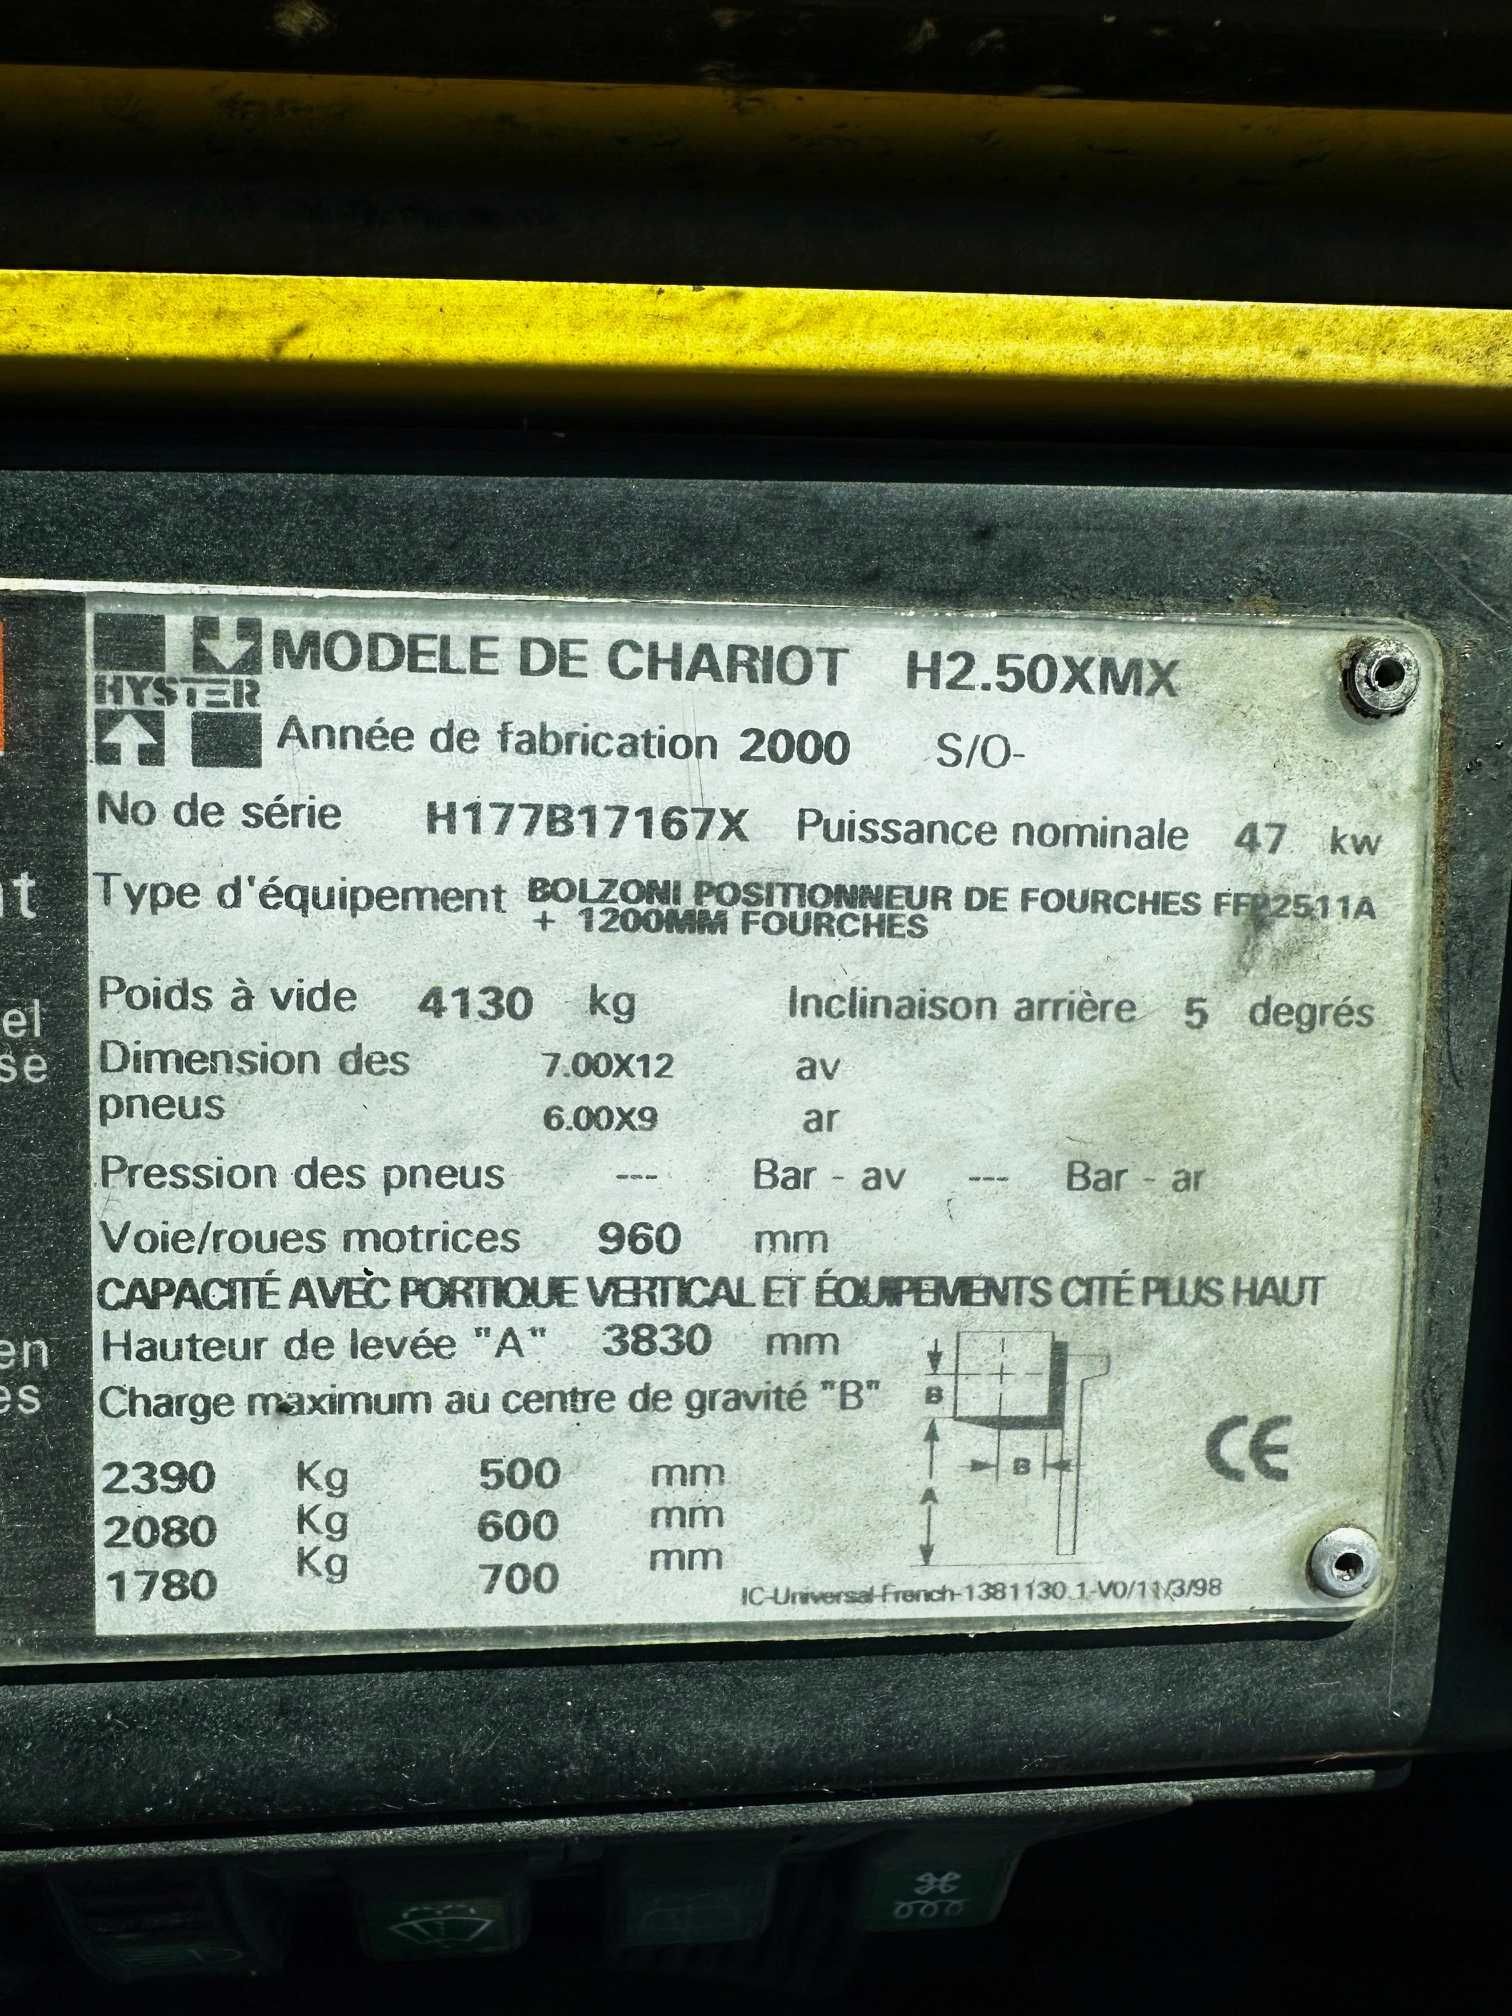 MODELE DE CHARIOT H2.50XMX
HYSTER
Année de fabrication 2000 S/O-
No de série H177B17167X Puissance nominale 47 kw
nt
Type d'équipement BOLZONI POSITIONNEUR DE FOURCHES FFP2511A
+ 1200MM FOURCHES
Poids à vide 4130 kg Inclinaison arrière 5 degrés
el
se
Dimension des 7.00X12 av
pneus 6.00X9 ar
Pression des pneus --- Bar - av --- Bar - ar
Voie/roues motrices 960 mm
CAPACITÉ AVEC PORTIQUE VERTICAL ET ÉQUIPEMENTS CITÉ PLUS HAUT
en
Hauteur de levée "A" 3830 mm
es
Charge maximum au centre de gravité "B"
B
B
A
CE
2390 Kg 500 mm
2080 Kg 600 mm
1780 Kg 700 mm
IC-Universal-French-1381130.1-V0/11/3/98